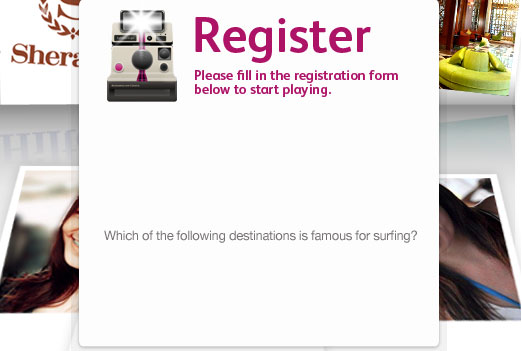 Shera
Register
Please fill in the registration form
below to start playing.
Which of the following destinations is famous for surfing?